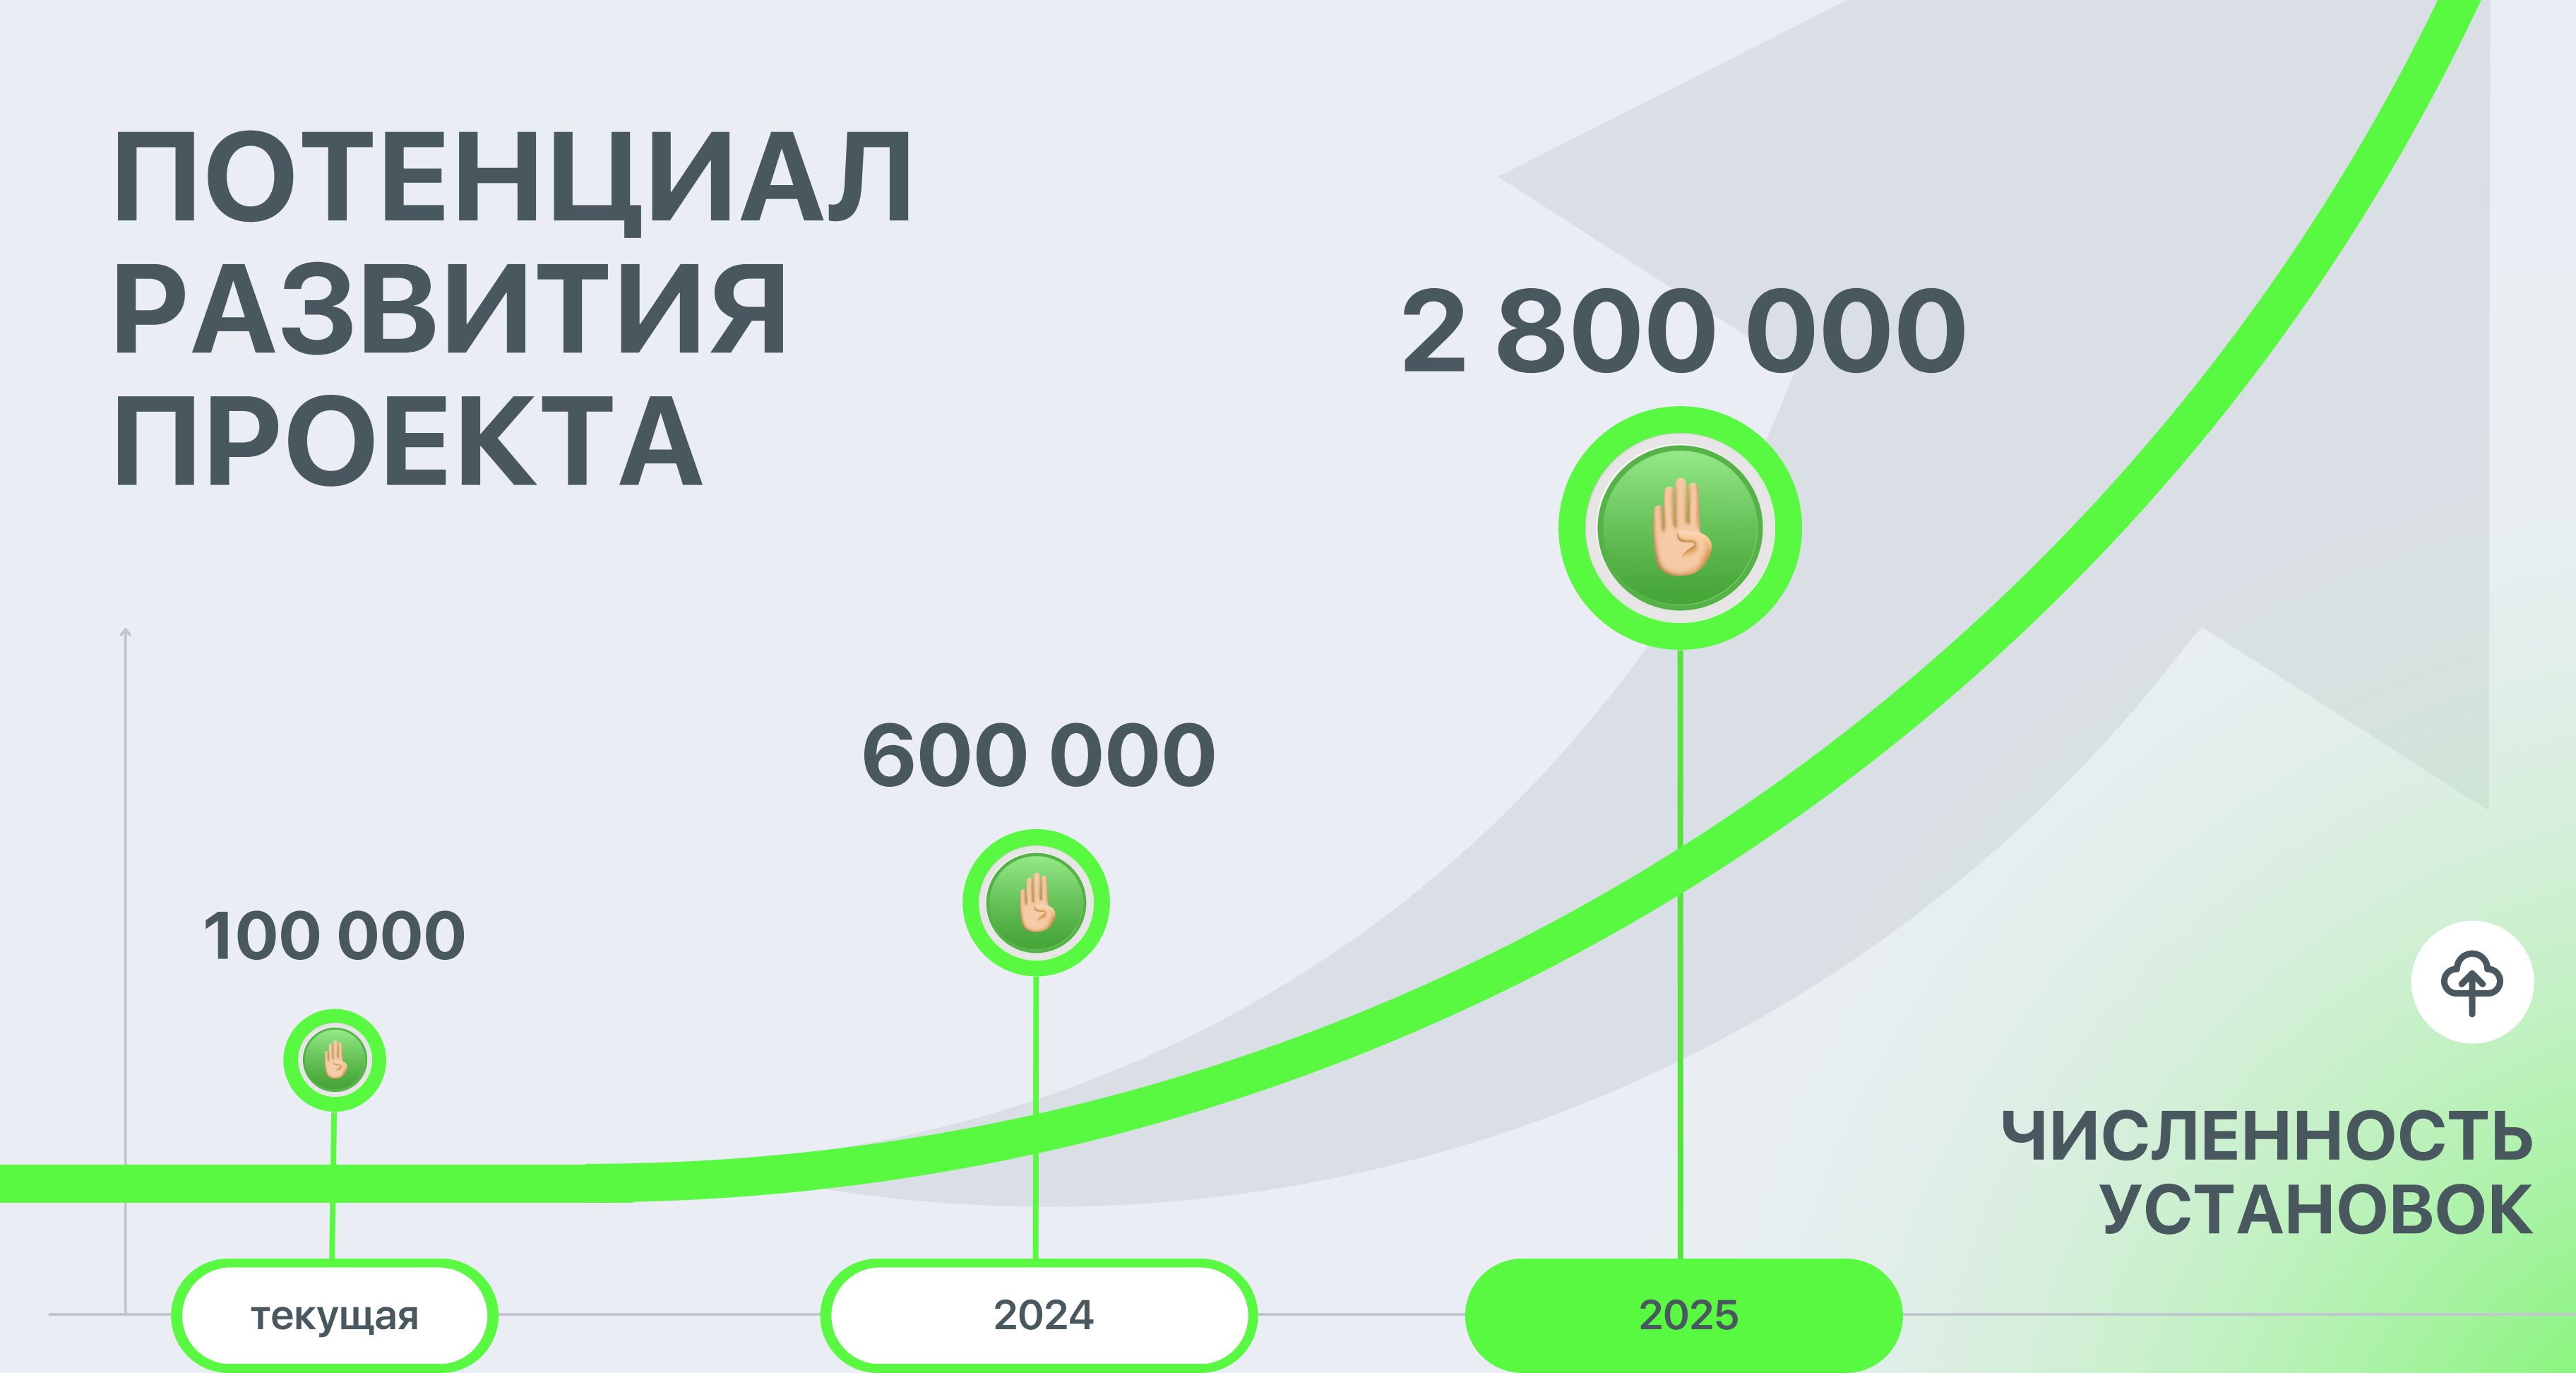 ПОТЕНЦИАЛ
РАЗВИТИЯ
ПРОЕКТА
2 800 000
600 000
100 000
ЧИСЛЕННОСТЬ
УСТАНОВОК
текущая
2024
2025